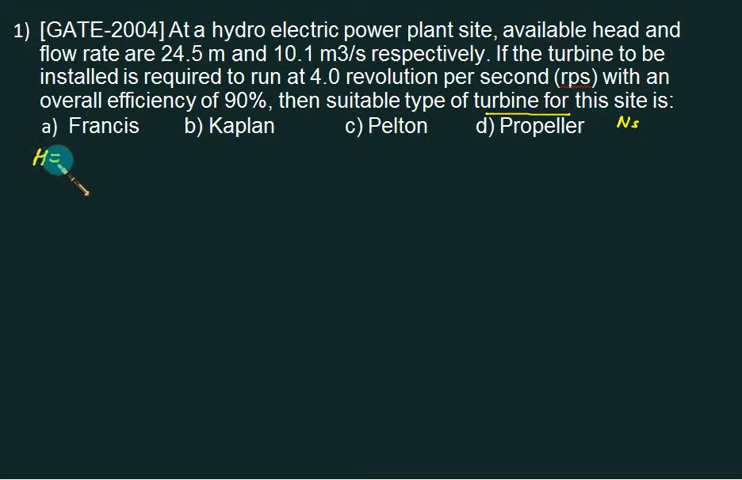 1) [GATE-2004] At a hydro electric power plant site, available head and
flow rate are 24.5 m and 10.1 m3/s respectively. If the turbine to be
installed is required to run at 4.0 revolution per second (rps) with an
overall efficiency of 90%, then suitable type of turbine for this site is:
a) Francis b) Kaplan c) Pelton d) Propeller Ns
H=